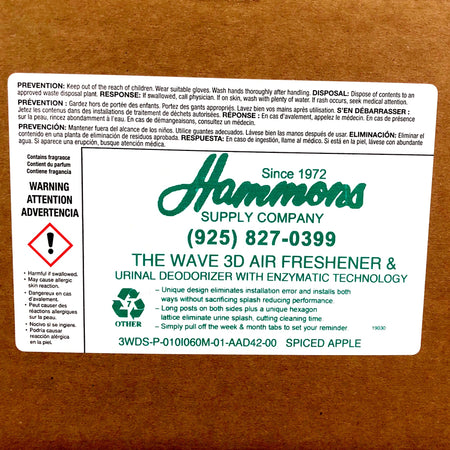 PREVENTION: Keep out of the reach of children. Wear suitable gloves. Wash hands thoroughly after handling. DISPOSAL: Dispose of contents to an
approved waste disposal plant. RESPONSE: If swallowed, call physician. If on skin, wash with plenty of water. If rash occurs, seek medical attention.
PRÉVENTION : Gardez hors de portée des enfants. Portez des gants appropriés. Lávez bien vos mains après utilisation. S'EN DÉBARRASSER :
Jetez les contenus dans des installations de traitement de déchets autorisées. RÉPONSE : En cas d'avalement, appelez le médecin. En cas de présence
sur la peau, rincez abondamment à l'eau. En cas de démangeaisons, consultez un médecin.
PREVENCIÓN: Mantener fuera del alcance de los niños. Utilice guantes adecuados. Lávese bien las manos después de usar. ELIMINACIÓN: Eliminar el
contenido en una planta de eliminación de residuos aprobada. RESPUESTA: En caso de ingestión, llame al médico. Si está en la piel, lávese con abundante
agua. Si aparece una erupción, busque atención médica.
Contains fragrance
Contient du parfum
Contiene fragancia
WARNING
ATTENTION
ADVERTENCIA
!
• Harmful if swallowed.
• May cause allergic
skin reaction.
• Dangereux en cas
d'avalement.
• Peut causer des
réactions
allergiques sur la
peau.
• Nocivo si se ingiere.
• Podría causar
reacción alérgica
en la piel.
Since 1972
Hammons
SUPPLY COMPANY
(925) 827-0399
THE WAVE 3D AIR FRESHENER &
URINAL DEODORIZER WITH ENZYMATIC TECHNOLOGY
– Unique design eliminates installation error and installs both
ways without sacrificing splash reducing performance.
– Long posts on both sides plus a unique hexagon
lattice eliminate urine splash, cutting cleaning time
– Simply pull off the week & month tabs to set your reminder
7
OTHER
19030
3WDS-P-010I060M-01-AAD42-00 SPICED APPLE